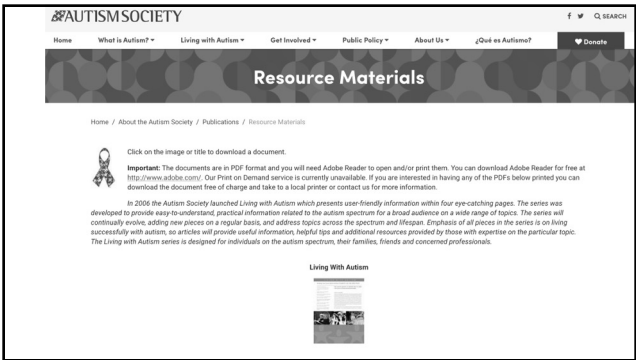 AUTISM SOCIETY
SEARCH
Home What is Autism? Living with Autism Get Involved Public Policy About Us ¿Qué es Autismo? Donate
Resource Materials
Home / About the Autism Society / Publications / Resource Materials
Click on the image or title to download a document.
Important: The documents are in PDF format and you will need Adobe Reader to open and/or print them. You can download Adobe Reader for free at
http://www.adobe.com/. Our Print on Demand service is currently unavailable. If you are interested in having any of the PDFs below printed you can
download the document free of charge and take to a local printer or contact us for more information.
In 2006 the Autism Society launched Living with Autism which presents user-friendly information within four eye-catching pages. The series was
developed to provide easy-to-understand, practical information related to the autism spectrum for a broad audience on a wide range of topics. The series will
continually evolve, adding new pieces on a regular basis, and address topics across the spectrum and lifespan. Emphasis of all pieces in the series is on living
successfully with autism, so articles will provide useful information, helpful tips and additional resources provided by those with expertise on the particular topic.
The Living with Autism series is designed for individuals on the autism spectrum, their families, friends and concerned professionals.
Living With Autism